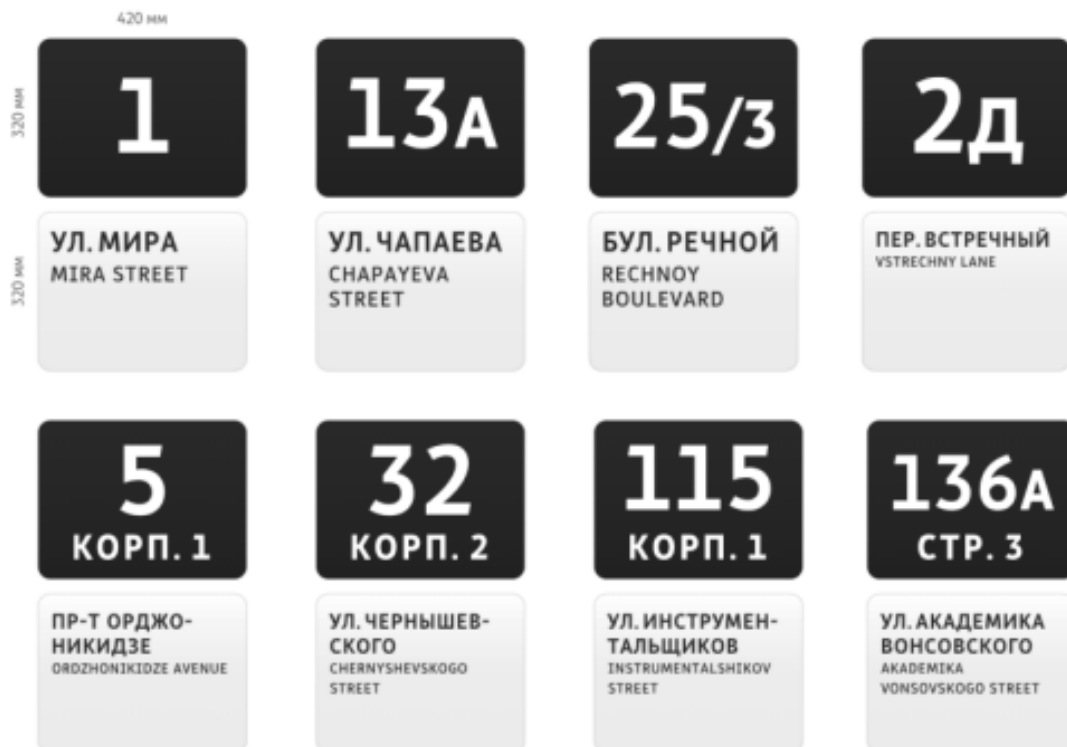 420 мм
320 мм
1
13А
25/3
2Д
320 мм
УЛ. МИРА
MIRA STREET
УЛ. ЧАПАЕВА
CHAPAYEVA
STREET
БУЛ. РЕЧНОЙ
RECHNOY
BOULEVARD
ПЕР. ВСТРЕЧНЫЙ
VSTRECHNY LANE
5
КОРП. 1
32
КОРП. 2
115
КОРП. 1
136А
СТР. 3
ПР-Т ОРДЖО-
НИКИДЗЕ
ORDZHONIKIDZE AVENUE
УЛ. ЧЕРНЫШЕВ-
СКОГО
CHERNYSHEVSKOGO
STREET
УЛ. ИНСТРУМЕН-
ТАЛЬЩИКОВ
INSTRUMENTALSHIKOV
STREET
УЛ. АКАДЕМИКА
ВОНСОВСКОГО
AKADEMIKA
VONSOVSKOGO STREET